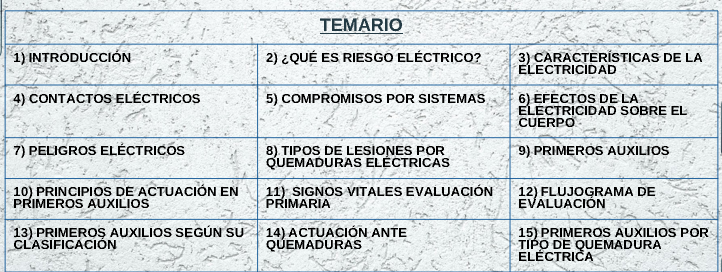 TEMARIO
1) INTRODUCCIÓN
2) ¿QUÉ ES RIESGO ELÉCTRICO?
3) CARACTERÍSTICAS DE LA
ELECTRICIDAD
4) CONTACTOS ELÉCTRICOS
5) COMPROMISOS POR SISTEMAS
6) EFECTOS DE LA
ELECTRICIDAD SOBRE EL
CUERPO
7) PELIGROS ELÉCTRICOS
8) TIPOS DE LESIONES POR
QUEMADURAS ELÉCTRICAS
9) PRIMEROS AUXILIOS
10) PRINCIPIOS DE ACTUACIÓN EN
PRIMEROS AUXILIOS
11) SIGNOS VITALES EVALUACIÓN
PRIMARIA
12) FLUJOGRAMA DE
EVALUACIÓN
13) PRIMEROS AUXILIOS SEGÚN SU
CLASIFICACIÓN
14) ACTUACIÓN ANTE
QUEMADURAS
15) PRIMEROS AUXILIOS POR
TIPO DE QUEMADURA
ELÉCTRICA